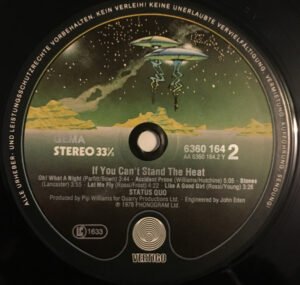 ALLE URHEBER- UND LEISTUNGSSCHUTZRECHTE VORBEHALTEN. KEIN VERLEIH! KEINE UNERLAUBTE VERVIELFÄLTIGUNG, VERMIETUNG, AUFFÜHRUNG, SENDUNG!
GEMA
STEREO 33⅓
6360 164 2
AA 6360 164 2 Y
If You Can't Stand The Heat
Oh! What A Night (Parfitt/Bown) 3:44 - Accident Prone (Williams/Hutchins) 5:05 - Stones
(Lancaster) 3:55 - Let Me Fly (Rossi/Frost) 4:22 - Like A Good Girl (Rossi/Young) 3:26
STATUS QUO
Produced by Pip Williams for Quarry Productions Ltd. Engineered by John Eden
℗ 1978 PHONOGRAM Ltd
LC 1633
VERTIGO